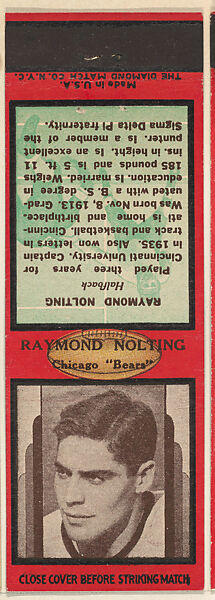 RAYMOND NOLTING
Chicago "Bears"
CLOSE COVER BEFORE STRIKING MATCH
RAYMOND NOLTING
Halfback
Played three years for
Cincinnati University, Captain
in 1935. Also won letters in
track and basketball. Cincin-
ati is home and birthplace and
Was born Nov. 8, 1913. Grad-
uated with a B. S. degree in
education. Is married. Weighs
185 pounds and is 5 ft. 11
ins. in height. Is an excellent
punter. Is a member of the
Sigma Delta Pi fraternity.
THE DIAMOND MATCH CO. N.Y.C.
Made in U.S.A